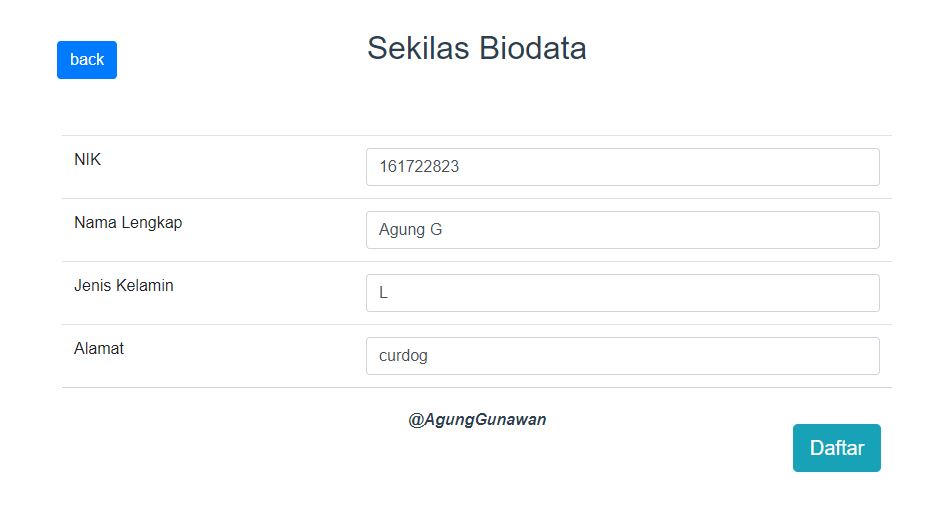 back
Sekilas Biodata
NIK
161722823
Nama Lengkap
Agung G
Jenis Kelamin
L
Alamat
curdog
@AgungGunawan
Daftar